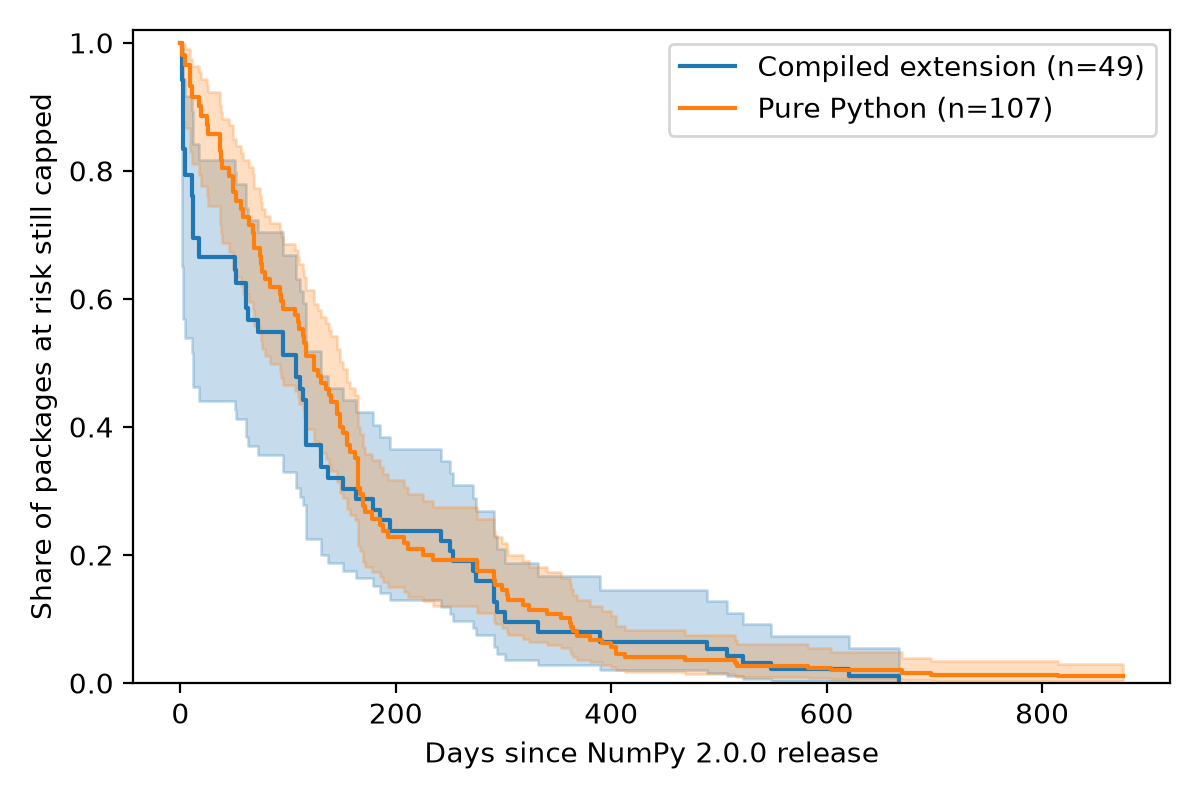 Compiled extension (n=49)
Pure Python (n=107)
Share of packages at risk still capped
1.0
0.8
0.6
0.4
0.2
0.0
0
200
400
600
800
Days since NumPy 2.0.0 release